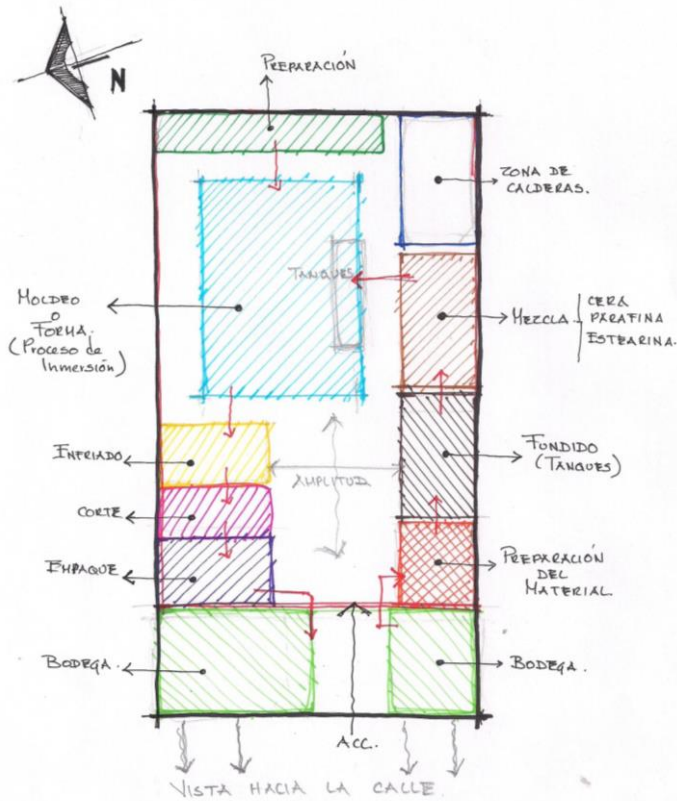 N
PREPARACIÓN
ZONA DE
CALDERAS.
TANQUES
MOLDEO
O
FORMA.
(Proceso de
Inmersión)
MEZCLA
CERA
PARAFINA
ESTEARINA.
ENFRIADO
AMPLITUD
FUNDIDO
(TANQUES)
CORTE
EMPAQUE
PREPARACIÓN
DEL
MATERIAL.
BODEGA.
BODEGA.
ACC.
VISTA HACIA LA CALLE.